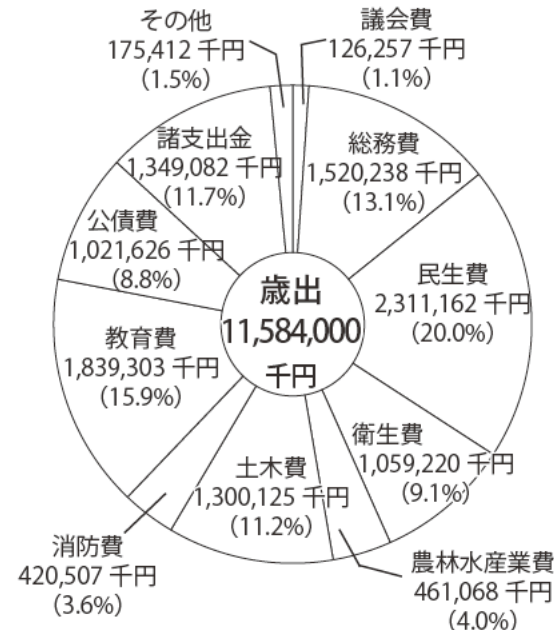 その他
175,412 千円
（1.5%）
議会費
126,257 千円
（1.1%）
総務費
1,520,238 千円
（13.1%）
民生費
2,311,162 千円
（20.0%）
衛生費
1,059,220 千円
（9.1%）
農林水産業費
461,068 千円
（4.0%）
土木費
1,300,125 千円
（11.2%）
消防費
420,507 千円
（3.6%）
教育費
1,839,303 千円
（15.9%）
公債費
1,021,626 千円
（8.8%）
諸支出金
1,349,082 千円
（11.7%）
歳出
11,584,000
千円